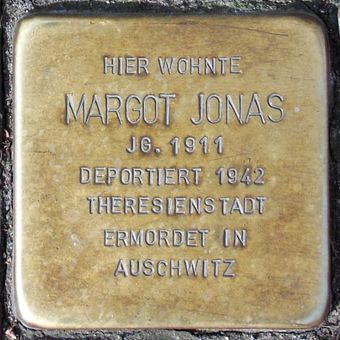 HIER WOHNTE
MARGOT JONAS
JG. 1911
DEPORTIERT 1942
THERESIENSTADT
ERMORDET IN
AUSCHWITZ